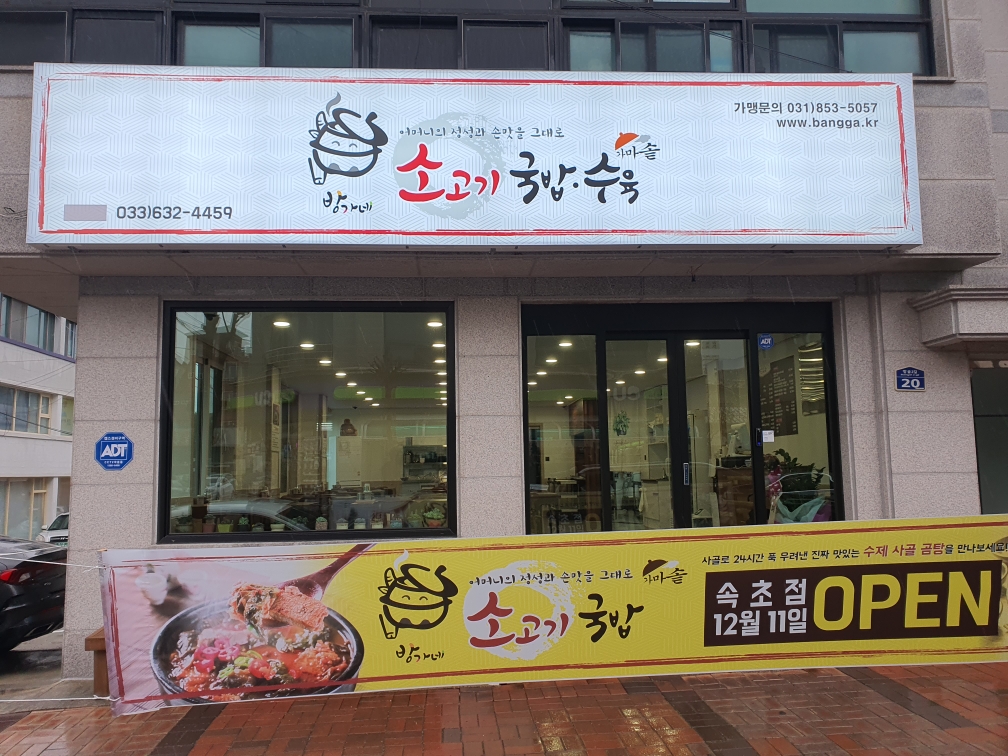 가맹문의 031)853-5057
www.bangga.kr
어머니의 정성과 손맛을 그대로
가마솥
소고기 국밥·수육
방가네
033)632-4459
ADT
ADT
20
사골로 24시간 푹 우려낸 진짜 맛있는 수제 사골 곰탕을 만나보세요!
어머니의 정성과 손맛을 그대로
가마솥
소고기 국밥
방가네
속초점
12월 11일
OPEN